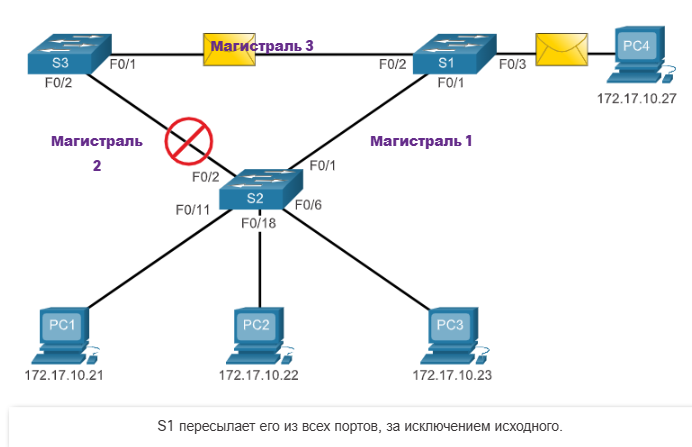 Магистраль 3
PC4
S3
F0/1
F0/2
S1
F0/3
F0/2
F0/1
172.17.10.27
Магистраль
2
Магистраль 1
F0/1
F0/2
S2
F0/11
F0/6
F0/18
PC1
PC2
PC3
172.17.10.21
172.17.10.22
172.17.10.23
S1 пересылает его из всех портов, за исключением исходного.